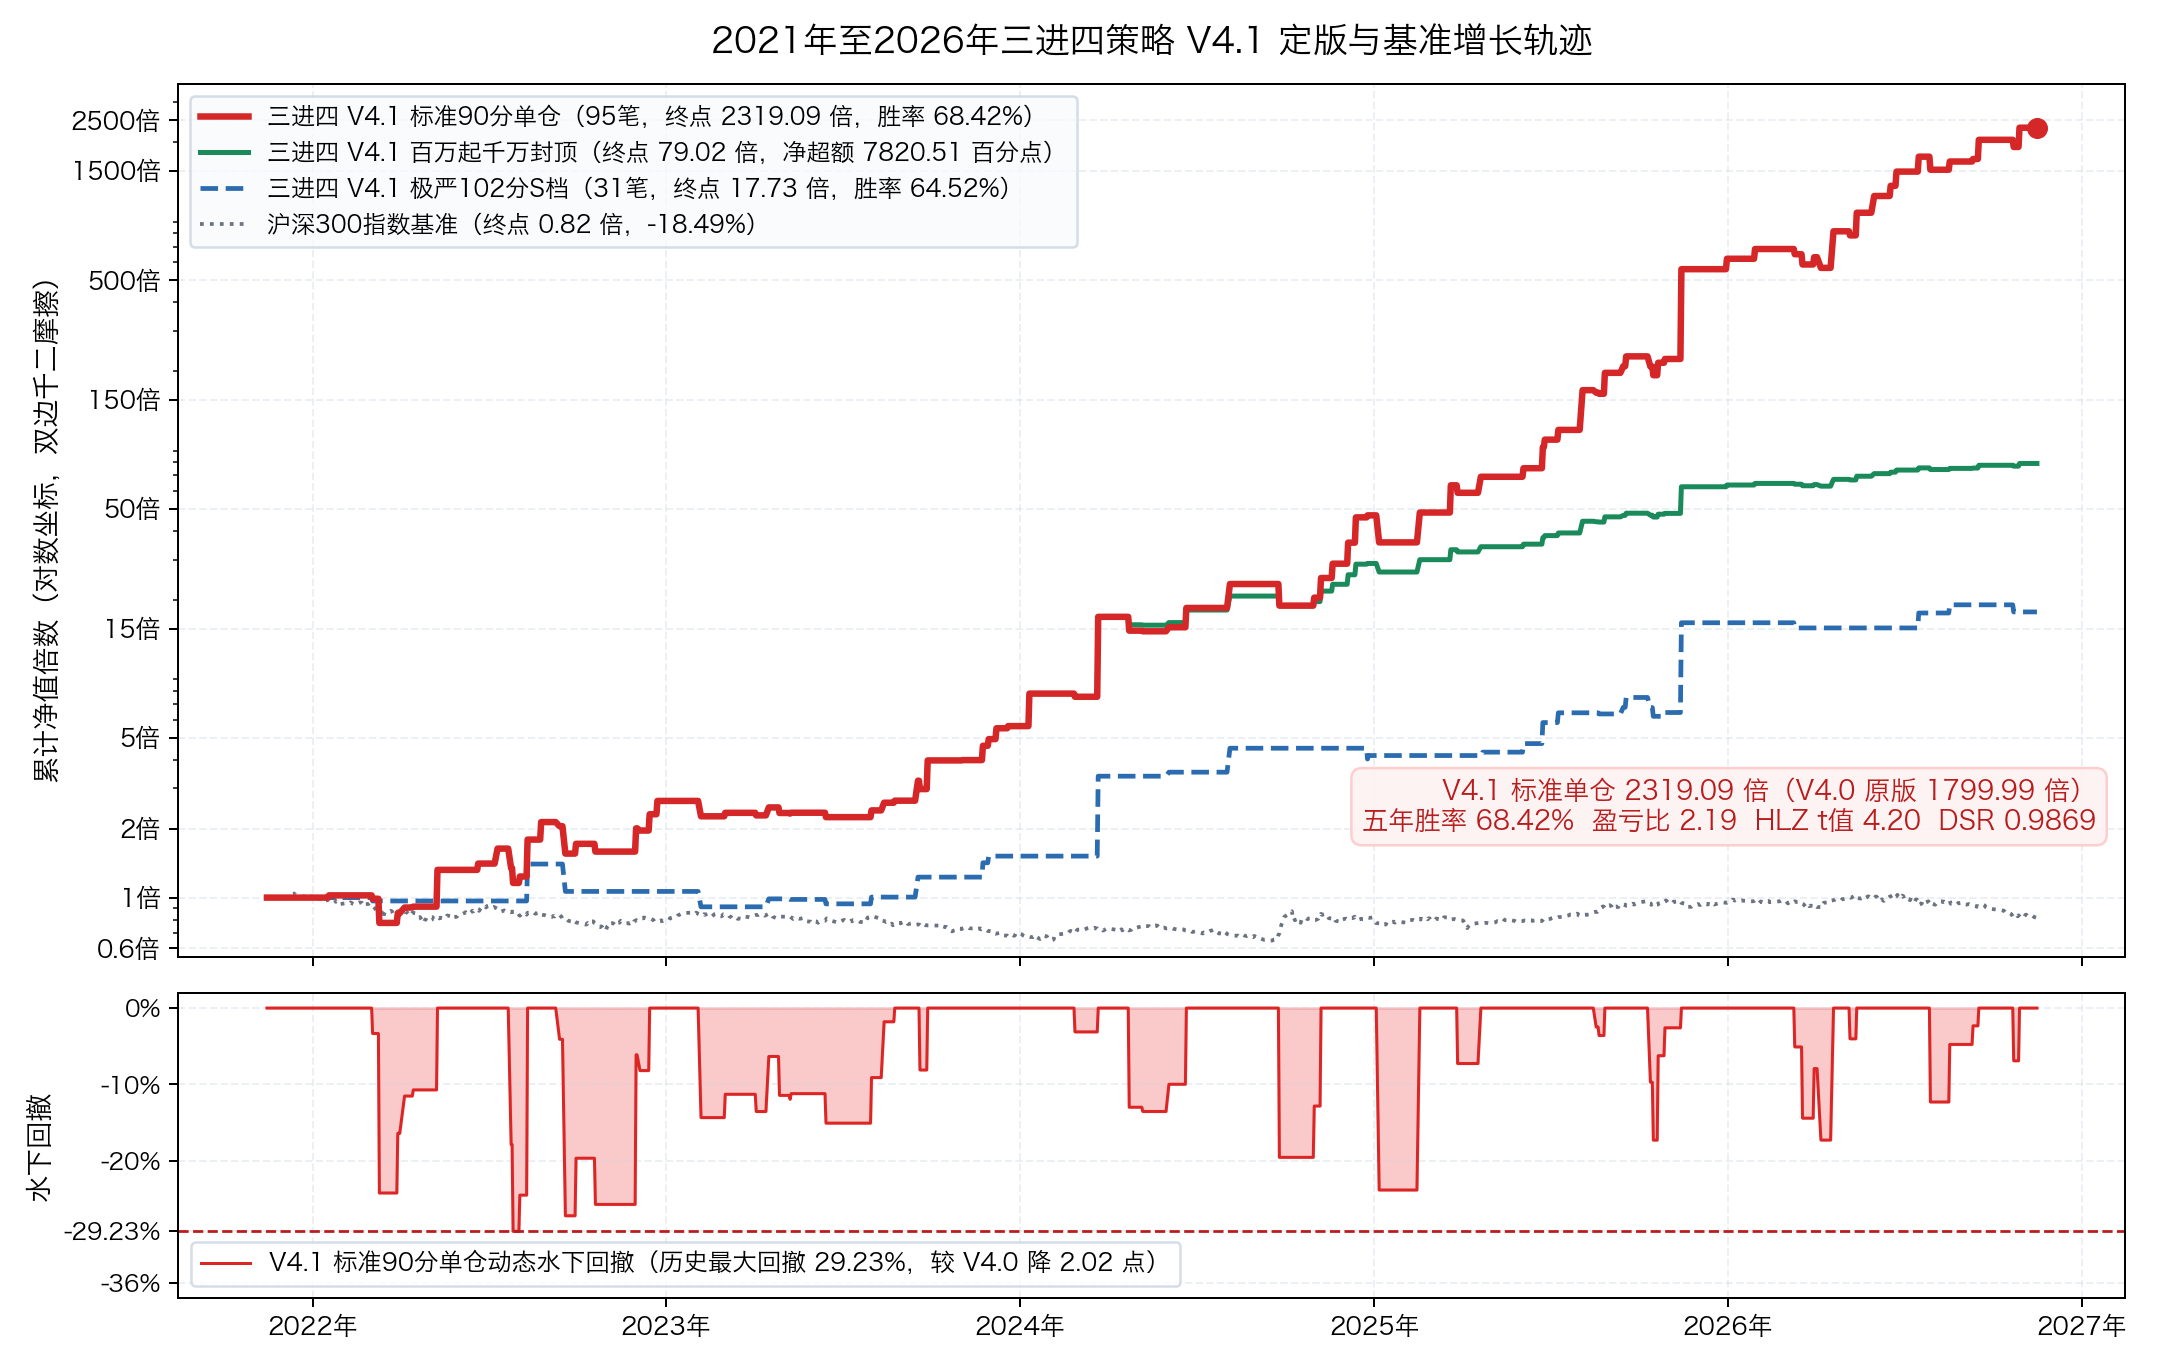 2021年至2026年三进四策略 V4.1 定版与基准增长轨迹
三进四 V4.1 标准90分单仓（95笔，终点 2319.09 倍，胜率 68.42%）
三进四 V4.1 百万起千万封顶（终点 79.02 倍，净超额 7820.51 百分点）
三进四 V4.1 极严102分S档（31笔，终点 17.73 倍，胜率 64.52%）
沪深300指数基准（终点 0.82 倍，-18.49%）
累计净值倍数（对数坐标，双边千二摩擦）
2500倍
1500倍
500倍
150倍
50倍
15倍
5倍
2倍
1倍
0.6倍
V4.1 标准单仓 2319.09 倍（V4.0 原版 1799.99 倍）
五年胜率 68.42% 盈亏比 2.19 HLZ t值 4.20 DSR 0.9869
水下回撤
0%
-10%
-20%
-29.23%
-36%
V4.1 标准90分单仓动态水下回撤（历史最大回撤 29.23%，较 V4.0 降 2.02 点）
2022年
2023年
2024年
2025年
2026年
2027年